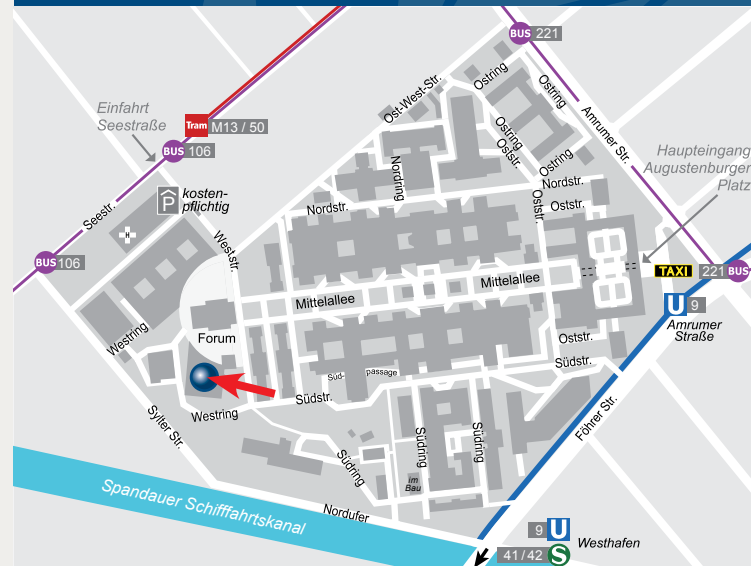 BUS 221
Ostring
Ostring
Ost-West-Str.
Amrumer Str.
Einfahrt
Seestraße
Tram M13 / 50
BUS 106
Ostring
Oststr.
Ostring
Haupteingang
Augustenburger
Platz
Nordring
Nordstr.
P
kosten-
pflichtig
Seestr.
H
Nordstr.
Oststr.
Oststr.
Weststr.
BUS 106
TAXI
221 BUS
Mittelallee
Mittelallee
U 9
Amrumer
Straße
Forum
Westring
Oststr.
Südstr.
Süd-
passage
Südstr.
Westring
Sylter Str.
Föhrer Str.
Südring
Südring
Südring
im
Bau
Spandauer Schifffahrtskanal
Nordufer
9 U
Westhafen
41 / 42 S